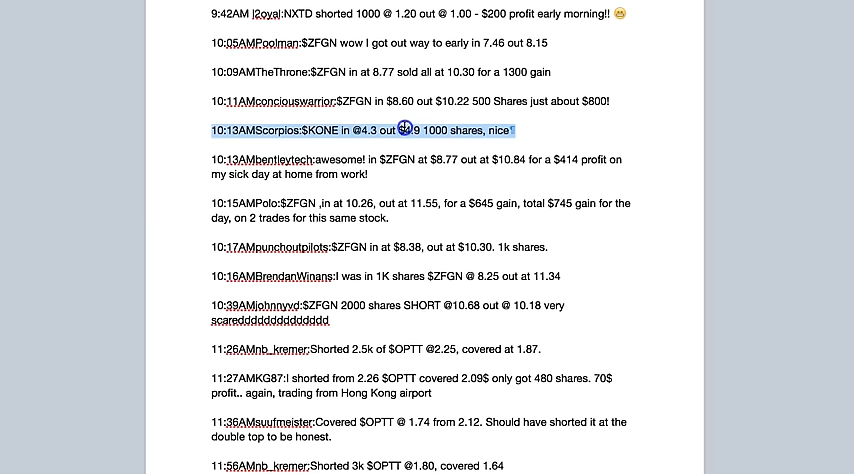 9:42AM l2oyal:NXTD shorted 1000 @ 1.20 out @ 1.00 - $200 profit early morning!! 😁
10:05AMPoolman:$ZFGN wow I got out way to early in 7.46 out 8.15
10:09AMTheThrone:$ZFGN in at 8.77 sold all at 10.30 for a 1300 gain
10:11AMconciouswarrior:$ZFGN in $8.60 out $10.22 500 Shares just about $800!
10:13AMScorpios:$KONE in @4.3 out $4.9 1000 shares, nice
10:13AMbentleytech:awesome! in $ZFGN at $8.77 out at $10.84 for a $414 profit on
my sick day at home from work!
10:15AMPolo:$ZFGN ,in at 10.26, out at 11.55, for a $645 gain, total $745 gain for the
day, on 2 trades for this same stock.
10:17AMpunchoutpilots:$ZFGN in at $8.38, out at $10.30. 1k shares.
10:16AMBrendanWinans:I was in 1K shares $ZFGN @ 8.25 out at 11.34
10:39AMjohnnyvd:$ZFGN 2000 shares SHORT @10.68 out @ 10.18 very
scaredddddddddddddd
11:26AMnb_kremer:Shorted 2.5k of $OPTT @2.25, covered at 1.87.
11:27AMKG87:I shorted from 2.26 $OPTT covered 2.09$ only got 480 shares. 70$
profit.. again, trading from Hong Kong airport
11:36AMsuufmeister:Covered $OPTT @ 1.74 from 2.12. Should have shorted it at the
double top to be honest.
11:56AMnb_kremer:Shorted 3k $OPTT @1.80, covered 1.64